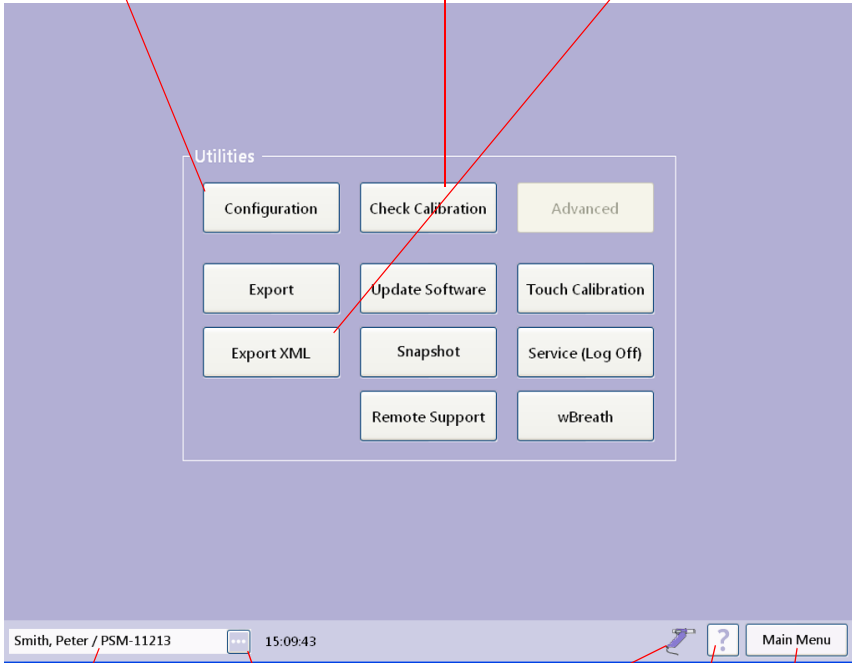 Utilities
Configuration
Check Calibration
Advanced
Export
Update Software
Touch Calibration
Export XML
Snapshot
Service (Log Off)
Remote Support
wBreath
Smith, Peter / PSM-11213
...
15:09:43
?
Main Menu